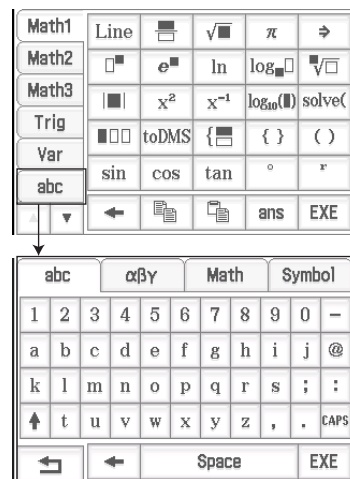 Math1 Line √■ π ⇒
Math2 □■ e■ ln log■□ ■√□
Math3 |■| x² x⁻¹ log₁₀(■) solve(
Trig ■□□ toDMS {■ { } ( )
Var sin cos tan ° r
abc
▲ ▼ ← ans EXE
abc αβγ Math Symbol
1 2 3 4 5 6 7 8 9 0 −
a b c d e f g h i j @
k l m n o p q r s ; :
↑ t u v w x y z , . CAPS
← Space EXE